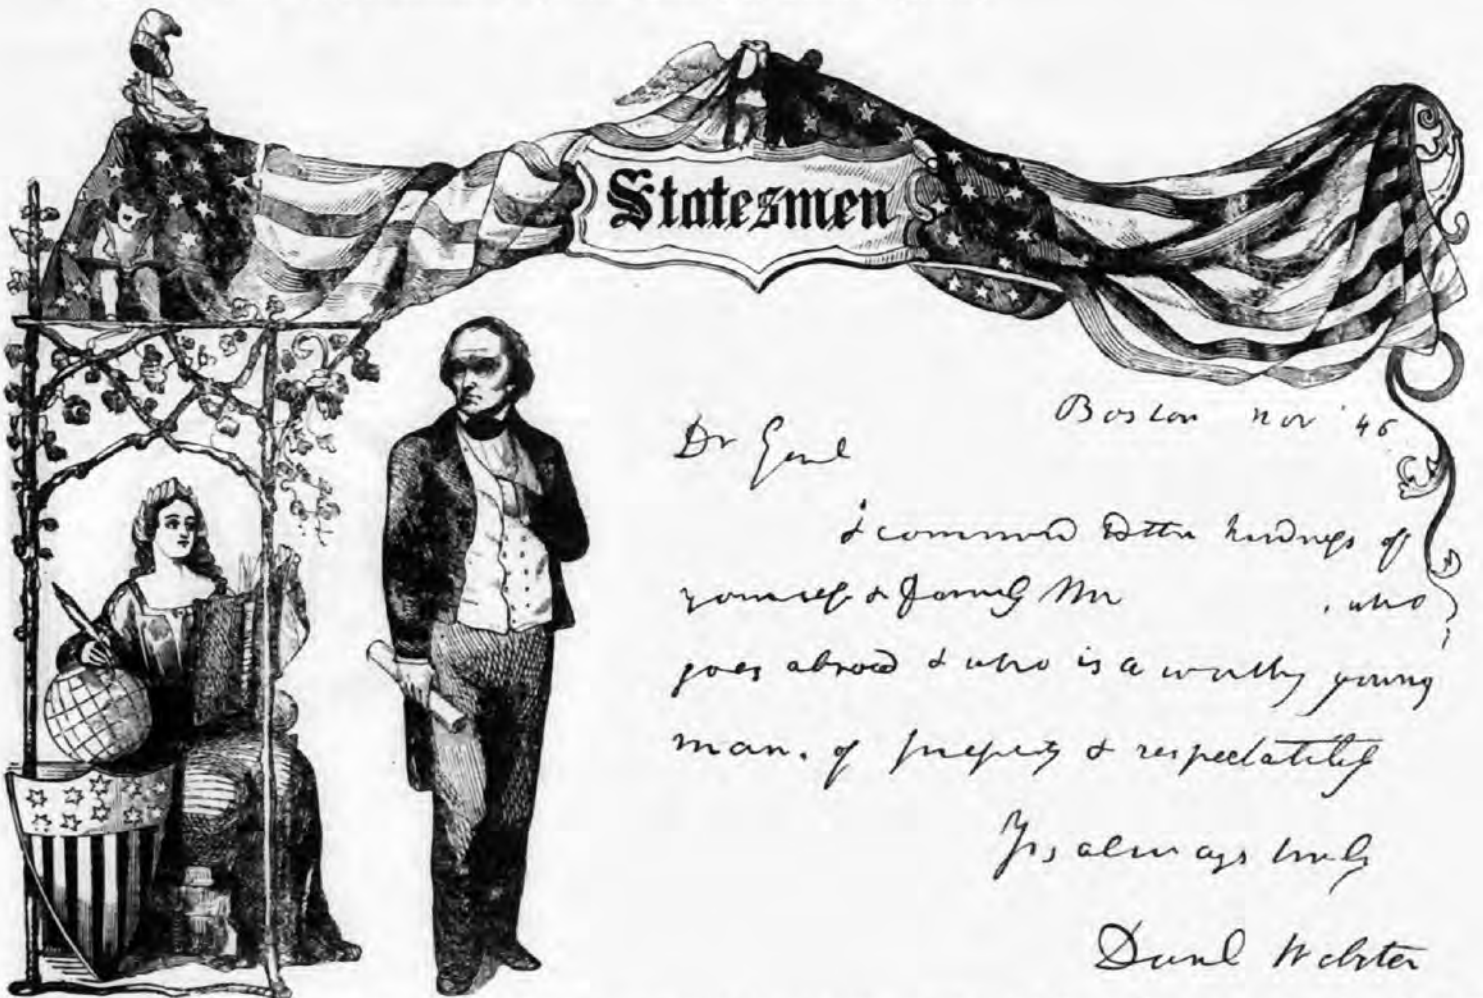 Statesmen
Boston Nov '46
Dr Genl
I commend to the kindness of
yourself & family Mr , who
goes abroad & who is a worthy young
man, of property & respectability
Yrs always truly
Danl Webster